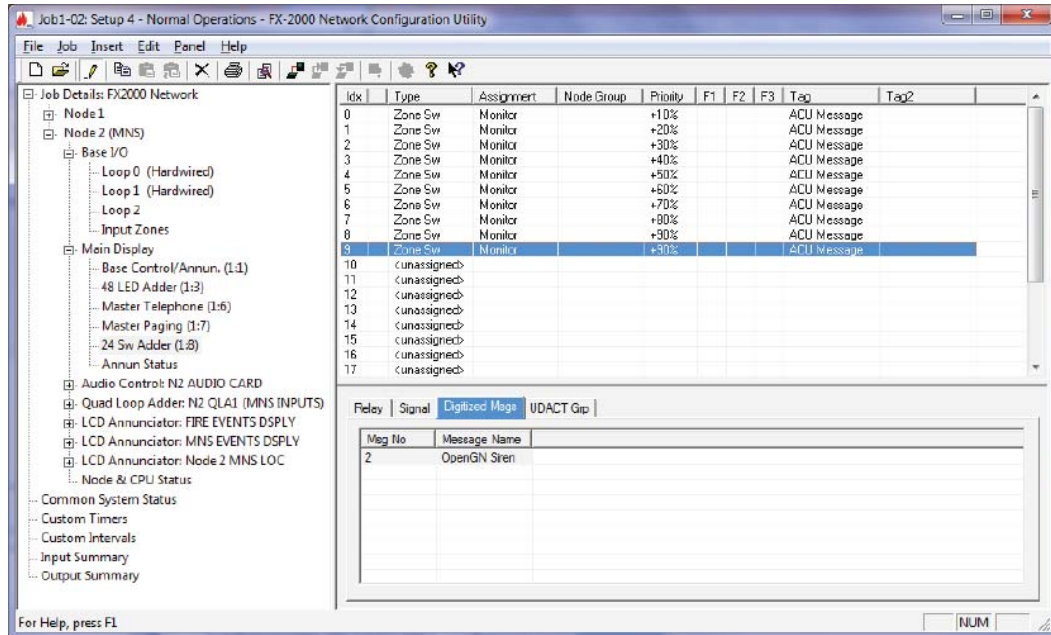 Job1-02: Setup 4 - Normal Operations - FX-2000 Network Configuration Utility
File Job Insert Edit Panel Help
Job Details: FX2000 Network
Node1
Node 2 (MNS)
Base I/O
Loop 0 (Hardwired)
Loop 1 (Hardwired)
Loop 2
Input Zones
Main Display
Base Control/Annun. (1:1)
48 LED Adder (1:3)
Master Telephone (1:6)
Master Paging (1:7)
24 Sw Adder (1:8)
Annun Status
Audio Control: N2 AUDIO CARD
Quad Loop Adder: N2 QLA1 (MNS INPUTS)
LCD Annunciator: FIRE EVENTS DSPLY
LCD Annunciator: MNS EVENTS DSPLY
LCD Annunciator: Node 2 MNS LOC
Node & CPU Status
Common System Status
Custom Timers
Custom Intervals
Input Summary
Output Summary
Idx Type Assignment Node Group Priority F1 F2 F3 Tag Tag2
0 Zone Sw Monitor +10% ACU Message
1 Zone Sw Monitor +20% ACU Message
2 Zone Sw Monitor +30% ACU Message
3 Zone Sw Monitor +40% ACU Message
4 Zone Sw Monitor +50% ACU Message
5 Zone Sw Monitor +60% ACU Message
6 Zone Sw Monitor +70% ACU Message
7 Zone Sw Monitor +80% ACU Message
8 Zone Sw Monitor +90% ACU Message
9 Zone Sw Monitor +90% ACU Message
10 <unassigned>
11 <unassigned>
12 <unassigned>
13 <unassigned>
14 <unassigned>
15 <unassigned>
16 <unassigned>
17 <unassigned>
Relay Signal Digitized Msgs UDACT Grp
Msg No Message Name
2 OpenGN Siren
For Help, press F1
NUM